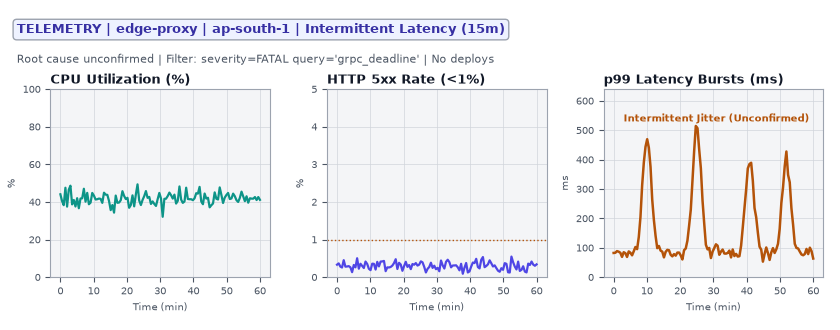 TELEMETRY | edge-proxy | ap-south-1 | Intermittent Latency (15m)
Root cause unconfirmed | Filter: severity=FATAL query='grpc_deadline' | No deploys
CPU Utilization (%)
100
80
60
40
20
0
%
0 10 20 30 40 50 60
Time (min)
HTTP 5xx Rate (<1%)
5
4
3
2
1
0
%
0 10 20 30 40 50 60
Time (min)
p99 Latency Bursts (ms)
Intermittent Jitter (Unconfirmed)
600
500
400
300
200
100
0
ms
0 10 20 30 40 50 60
Time (min)